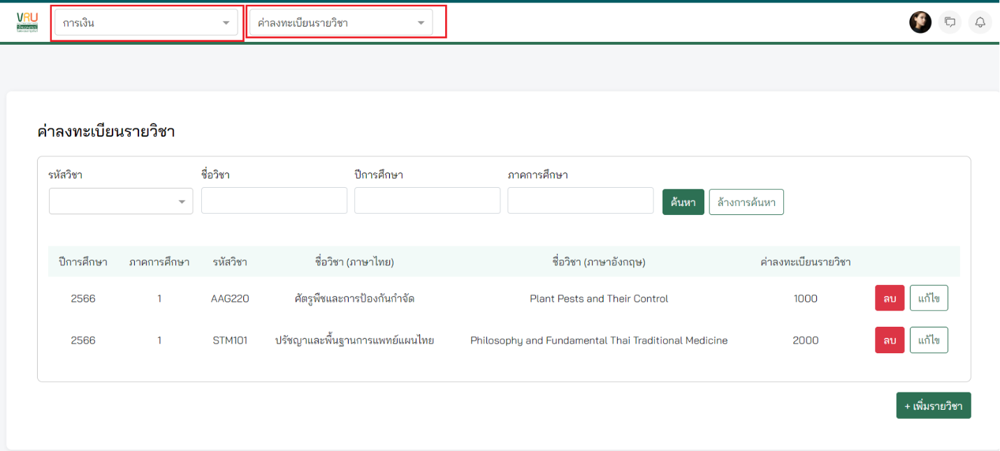 VRU
การเงิน
ค่าลงทะเบียนรายวิชา
ค่าลงทะเบียนรายวิชา
รหัสวิชา ชื่อวิชา ปีการศึกษา ภาคการศึกษา
ค้นหา ล้างการค้นหา
ปีการศึกษา ภาคการศึกษา รหัสวิชา ชื่อวิชา (ภาษาไทย) ชื่อวิชา (ภาษาอังกฤษ) ค่าลงทะเบียนรายวิชา
2566 1 AAG220 ศัตรูพืชและการป้องกันกำจัด Plant Pests and Their Control 1000 ลบ แก้ไข
2566 1 STM101 ปรัชญาและพื้นฐานการแพทย์แผนไทย Philosophy and Fundamental Thai Traditional Medicine 2000 ลบ แก้ไข
+ เพิ่มรายวิชา